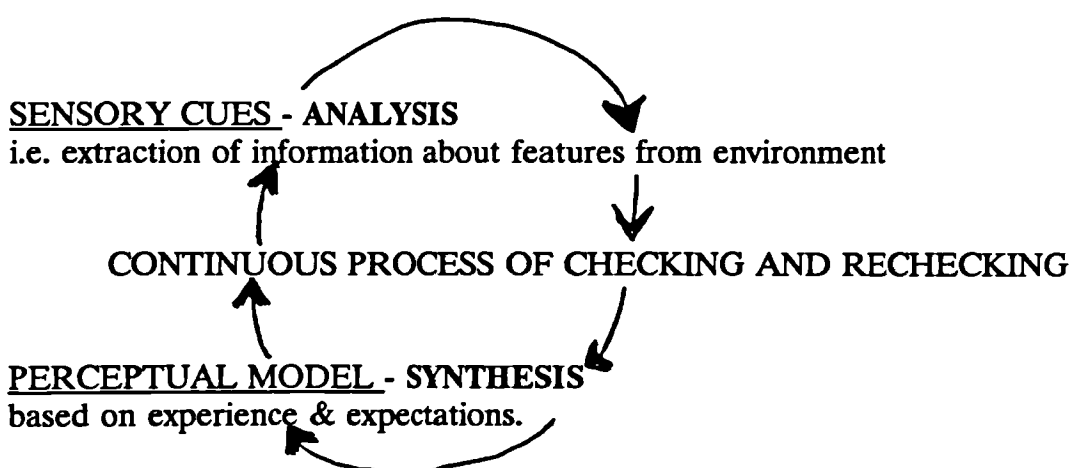 SENSORY CUES - ANALYSIS
i.e. extraction of information about features from environment
CONTINUOUS PROCESS OF CHECKING AND RECHECKING
PERCEPTUAL MODEL - SYNTHESIS
based on experience & expectations.